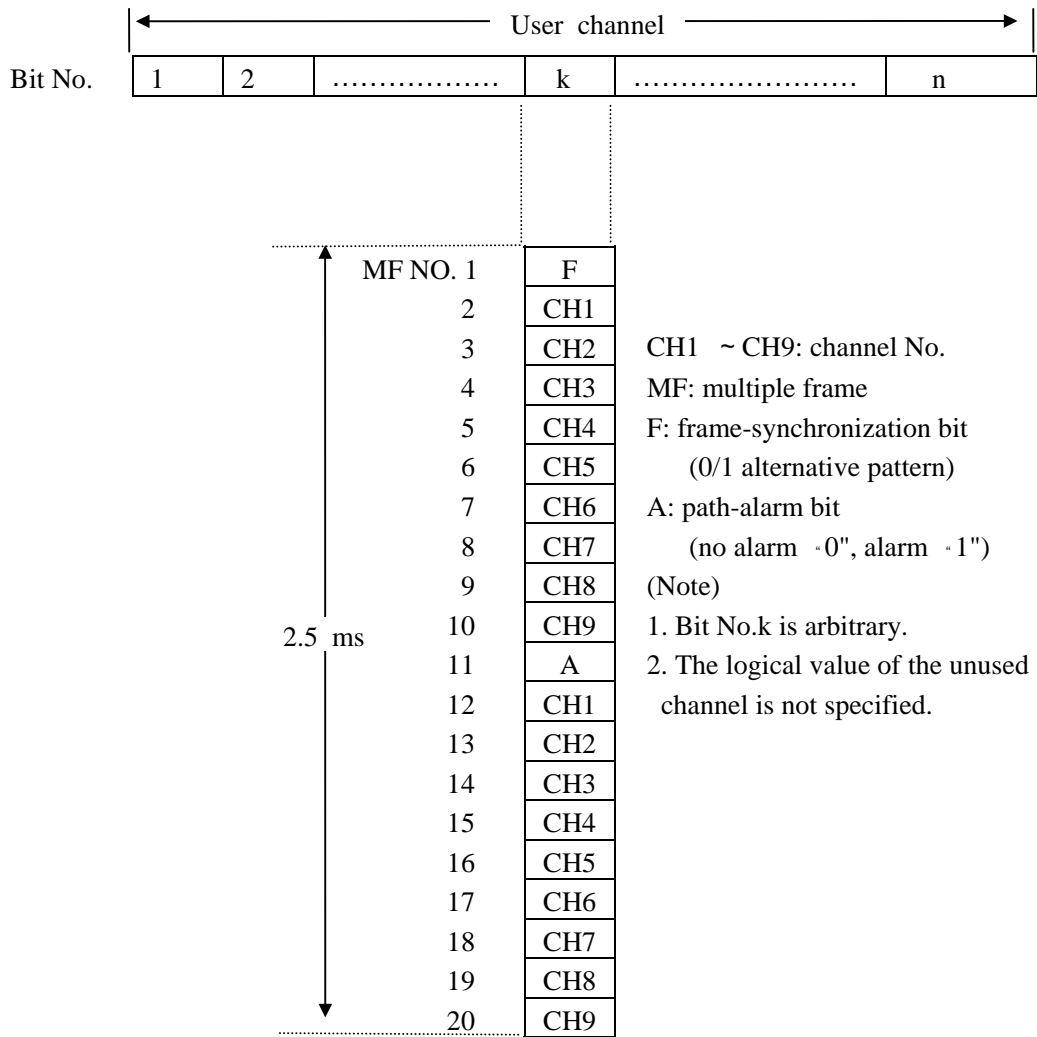 User channel
Bit No. 1 2 .................. k ........................ n
MF NO. 1 F
2 CH1
3 CH2 CH1 ~ CH9: channel No.
4 CH3 MF: multiple frame
5 CH4 F: frame-synchronization bit
6 CH5 (0/1 alternative pattern)
7 CH6 A: path-alarm bit
8 CH7 (no alarm “0", alarm “1")
9 CH8 (Note)
2.5 ms 10 CH9 1. Bit No.k is arbitrary.
11 A 2. The logical value of the unused
12 CH1 channel is not specified.
13 CH2
14 CH3
15 CH4
16 CH5
17 CH6
18 CH7
19 CH8
20 CH9